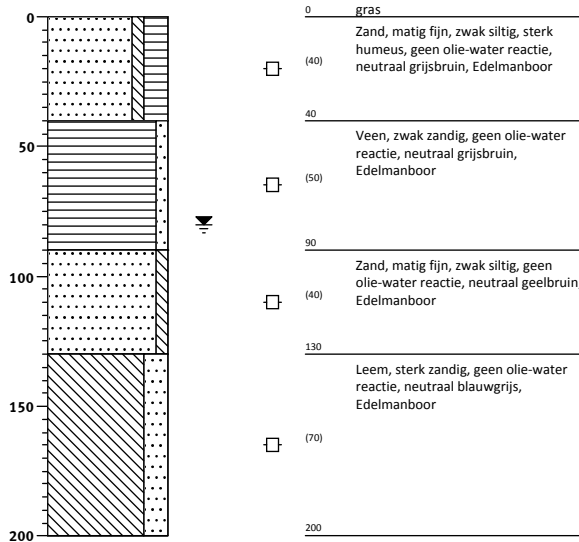 0
50
100
150
200
0 gras
Zand, matig fijn, zwak siltig, sterk
humeus, geen olie-water reactie,
(40)
neutraal grijsbruin, Edelmanboor
40
Veen, zwak zandig, geen olie-water
reactie, neutraal grijsbruin,
(50)
Edelmanboor
90
Zand, matig fijn, zwak siltig, geen
olie-water reactie, neutraal geelbruin,
(40)
Edelmanboor
130
Leem, sterk zandig, geen olie-water
reactie, neutraal blauwgrijs,
Edelmanboor
(70)
200